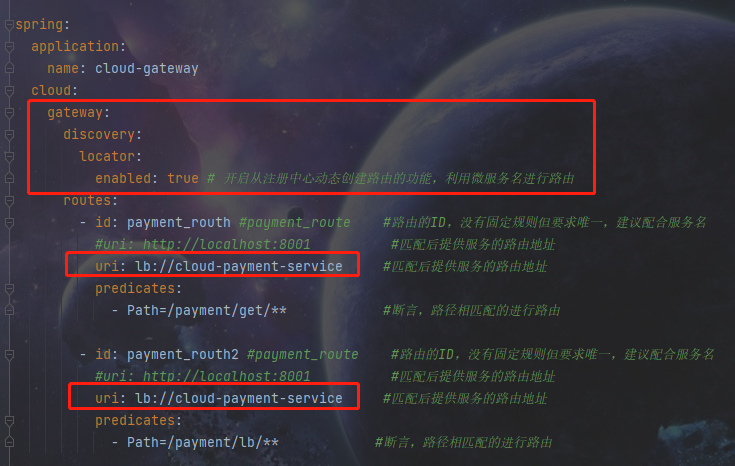 spring:
application:
name: cloud-gateway
cloud:
gateway:
discovery:
locator:
enabled: true # 开启从注册中心动态创建路由的功能，利用微服务名进行路由
routes:
- id: payment_routh #payment_route #路由的ID，没有固定规则但要求唯一，建议配合服务名
#uri: http://localhost:8001 #匹配后提供服务的路由地址
uri: lb://cloud-payment-service #匹配后提供服务的路由地址
predicates:
- Path=/payment/get/** #断言，路径相匹配的进行路由
- id: payment_routh2 #payment_route #路由的ID，没有固定规则但要求唯一，建议配合服务名
#uri: http://localhost:8001 #匹配后提供服务的路由地址
uri: lb://cloud-payment-service #匹配后提供服务的路由地址
predicates:
- Path=/payment/lb/** #断言，路径相匹配的进行路由